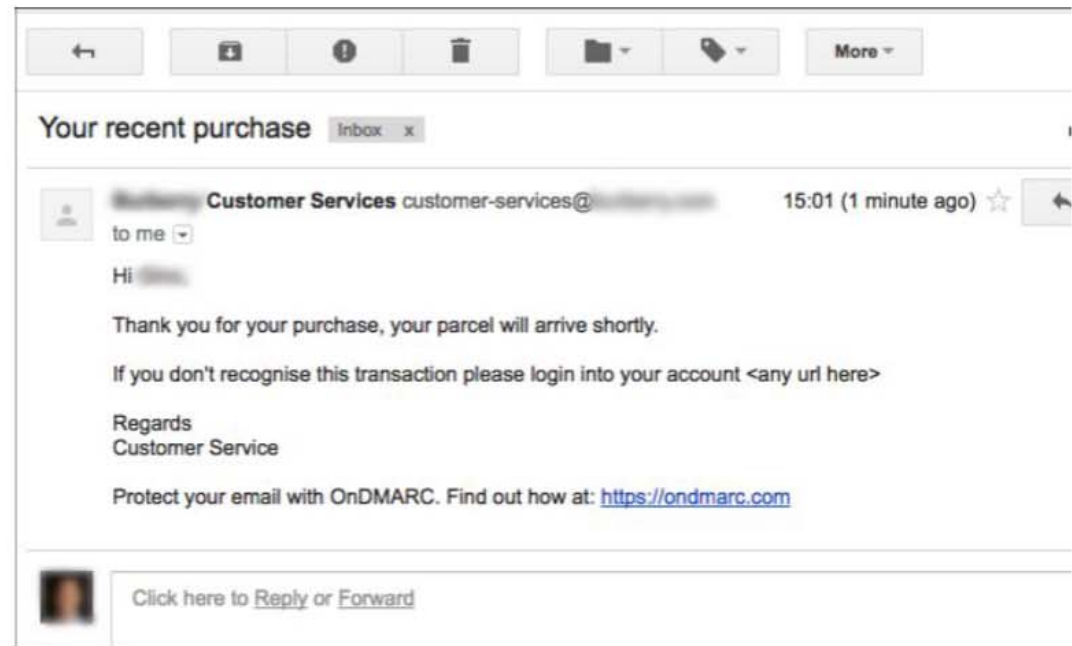 More
Your recent purchase Inbox x
Customer Services customer-services@ 15:01 (1 minute ago)
to me
Hi
Thank you for your purchase, your parcel will arrive shortly.
If you don't recognise this transaction please login into your account <any url here>
Regards
Customer Service
Protect your email with OnDMARC. Find out how at: https://ondmarc.com
Click here to Reply or Forward